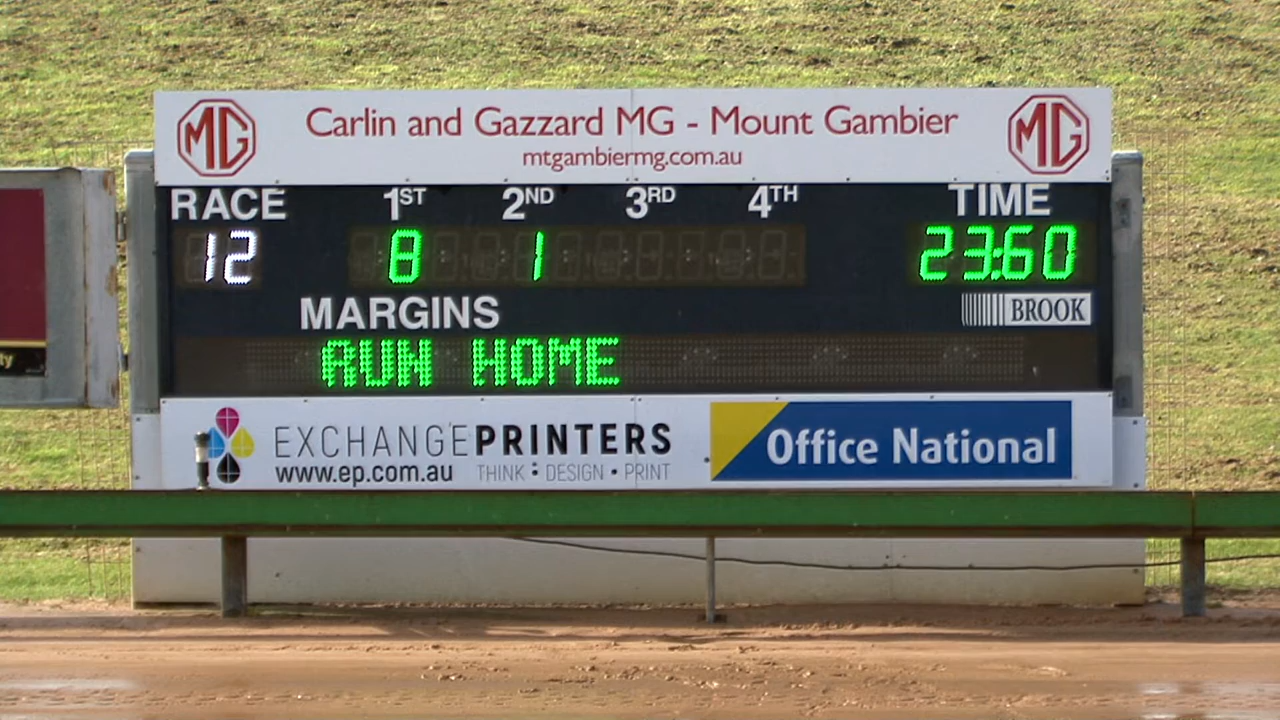 MG
Carlin and Gazzard MG - Mount Gambier
MG
mtgambiermg.com.au
RACE 1ST 2ND 3RD 4TH TIME
12 8 1 23:60
MARGINS
BROOK
RUN HOME
ty
EXCHANGEPRINTERS
www.ep.com.au THINK : DESIGN • PRINT
Office National